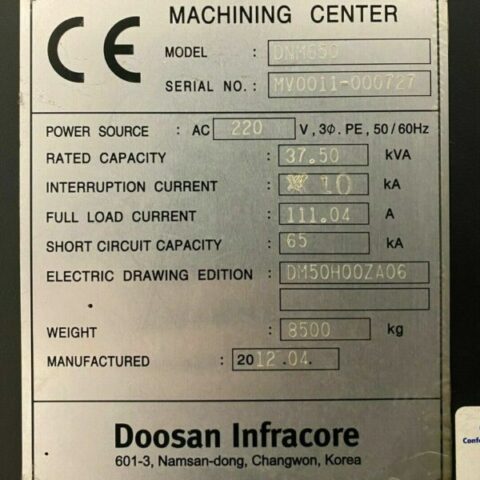 CE
MACHINING CENTER
MODEL : DNM650
SERIAL NO. : MV0011-000727
POWER SOURCE : AC 220 V, 3Φ. PE, 50/60Hz
RATED CAPACITY : 37.50 kVA
INTERRUPTION CURRENT : 10 kA
FULL LOAD CURRENT : 111.04 A
SHORT CIRCUIT CAPACITY : 65 kA
ELECTRIC DRAWING EDITION : DM50H00ZA06
WEIGHT : 8500 kg
MANUFACTURED : 2012.04.
Doosan Infracore
601-3, Namsan-dong, Changwon, Korea